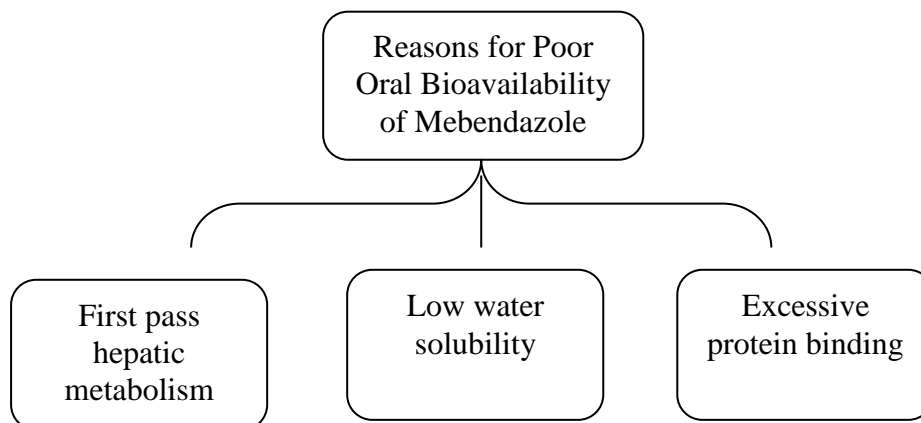 Reasons for Poor
Oral Bioavailability
of Mebendazole
First pass
hepatic
metabolism
Low water
solubility
Excessive
protein binding